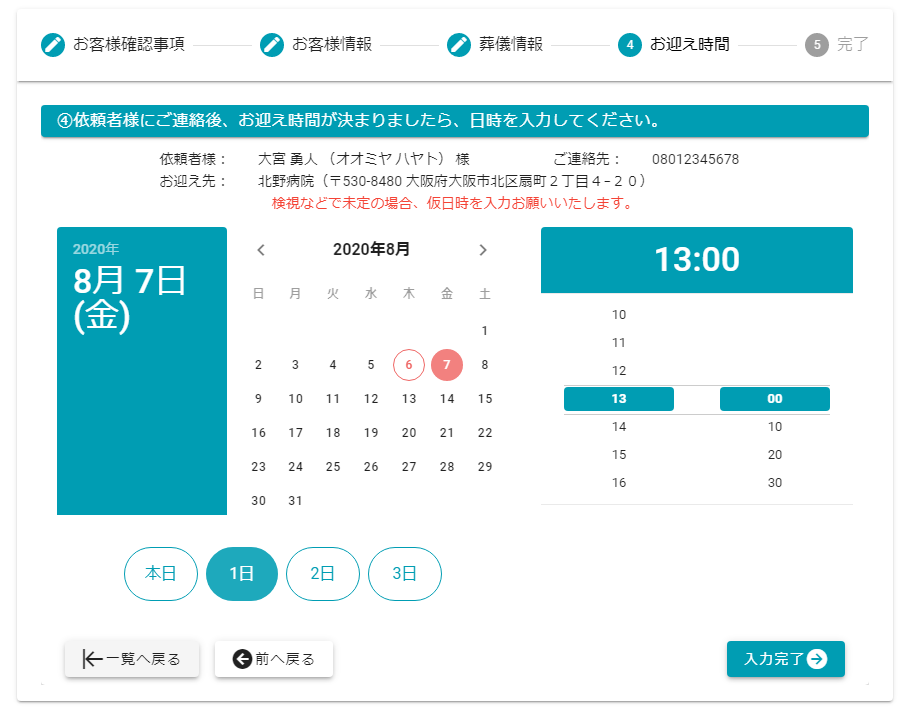 お客様確認事項 お客様情報 葬儀情報 4 お迎え時間 5 完了
④依頼者様にご連絡後、お迎え時間が決まりましたら、日時を入力してください。
依頼者様： 大宮 勇人 （オオミヤ ハヤト） 様 ご連絡先： 08012345678
お迎え先： 北野病院（〒530-8480 大阪府大阪市北区扇町２丁目４−２０）
検視などで未定の場合、仮日時を入力お願いいたします。
2020年
8月 7日
(金)
2020年8月
日 月 火 水 木 金 土
1
2 3 4 5 6 7 8
9 10 11 12 13 14 15
16 17 18 19 20 21 22
23 24 25 26 27 28 29
30 31
13:00
10
11
12
13 00
14 10
15 20
16 30
本日 1日 2日 3日
一覧へ戻る 前へ戻る 入力完了